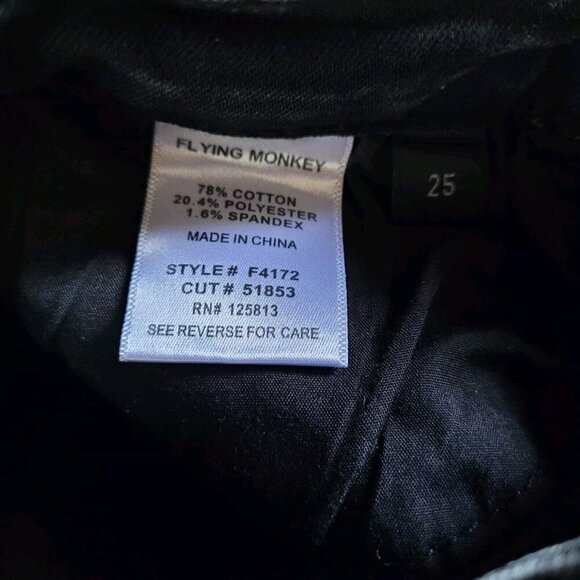 FLYING MONKEY
78% COTTON
20.4% POLYESTER
1.6% SPANDEX
MADE IN CHINA
STYLE# F4172
CUT# 51853
RN# 125813
SEE REVERSE FOR CARE
25